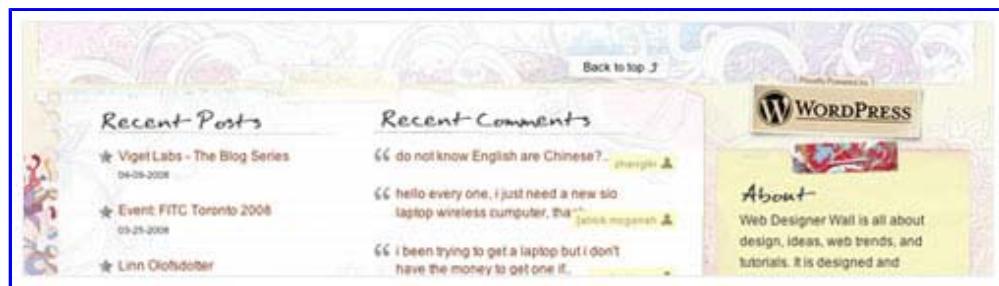 Back to top
Proudly Powered by
WORDPRESS
Recent Posts
Viget Labs - The Blog Series
04-09-2008
Event: FITC Toronto 2008
03-25-2008
Linn Olofsdotter
Recent Comments
do not know English are Chinese?..
hello every one, i just need a new slo
laptop wireless cumputer, tha
i been trying to get a laptop but i don't
have the money to get one if..
About
Web Designer Wall is all about
design, ideas, web trends, and
tutorials. It is designed and